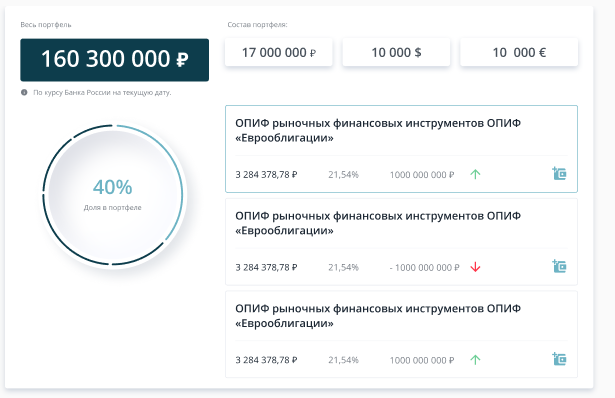 Весь портфель
160 300 000 ₽
По курсу Банка России на текущую дату.
40%
Доля в портфеле
Состав портфеля:
17 000 000 ₽
10 000 $
10 000 €
ОПИФ рыночных финансовых инструментов ОПИФ
«Еврооблигации»
3 284 378,78 ₽ 21,54% 1000 000 000 ₽
ОПИФ рыночных финансовых инструментов ОПИФ
«Еврооблигации»
3 284 378,78 ₽ 21,54% - 1000 000 000 ₽
ОПИФ рыночных финансовых инструментов ОПИФ
«Еврооблигации»
3 284 378,78 ₽ 21,54% 1000 000 000 ₽